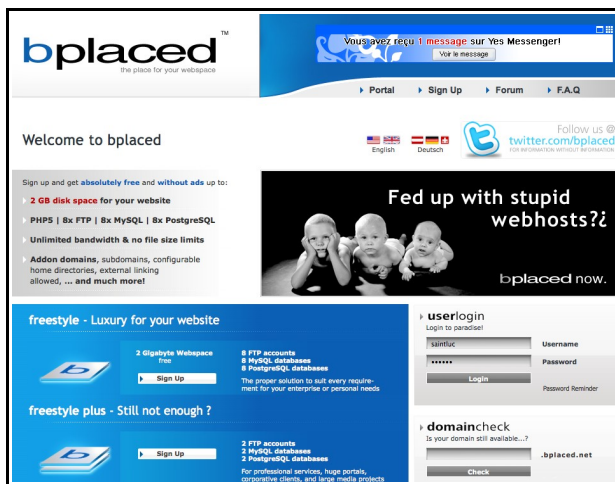 bplaced™
the place for your webspace
Vous avez reçu 1 message sur Yes Messenger!
Voir le message
Portal
Sign Up
Forum
F.A.Q
Welcome to bplaced
English
Deutsch
Follow us @
twitter.com/bplaced
FOR INFORMATION WITHOUT INFORMATION
Sign up and get absolutely free and without ads up to:
2 GB disk space for your website
PHP5 | 8x FTP | 8x MySQL | 8x PostgreSQL
Unlimited bandwidth & no file size limits
Addon domains, subdomains, configurable
home directories, external linking
allowed, ... and much more!
Fed up with stupid
webhosts?¿
bplaced now.
freestyle - Luxury for your website
2 Gigabyte Webspace
free
Sign Up
8 FTP accounts
8 MySQL databases
8 PostgreSQL databases
The proper solution to suit every require-
ment for your enterprise or personal needs
freestyle plus - Still not enough ?
Sign Up
2 FTP accounts
2 MySQL databases
2 PostgreSQL databases
For professional services, huge portals,
corporative clients, and large media projects
userlogin
Login to paradise!
saintluc
Username
••••••
Password
Login
Password Reminder
domaincheck
Is your domain still available...?
.bplaced.net
Check